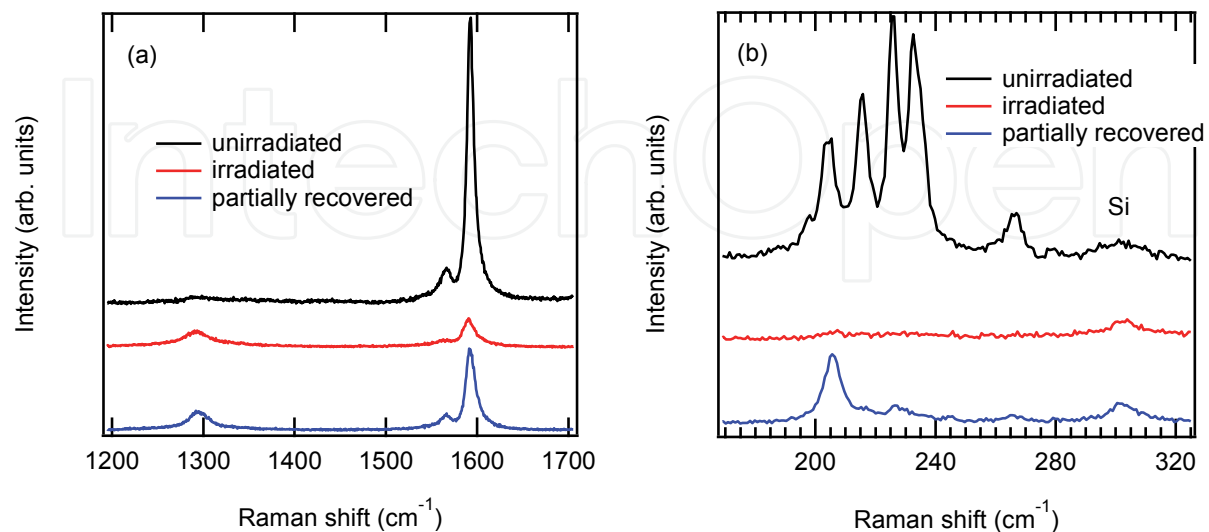 (a)
unirradiated
irradiated
partially recovered
Intensity (arb. units)
1200 1300 1400 1500 1600 1700
Raman shift (cm⁻¹)
(b)
unirradiated
irradiated
partially recovered
Si
Intensity (arb. units)
200 240 280 320
Raman shift (cm⁻¹)
IntechOpen